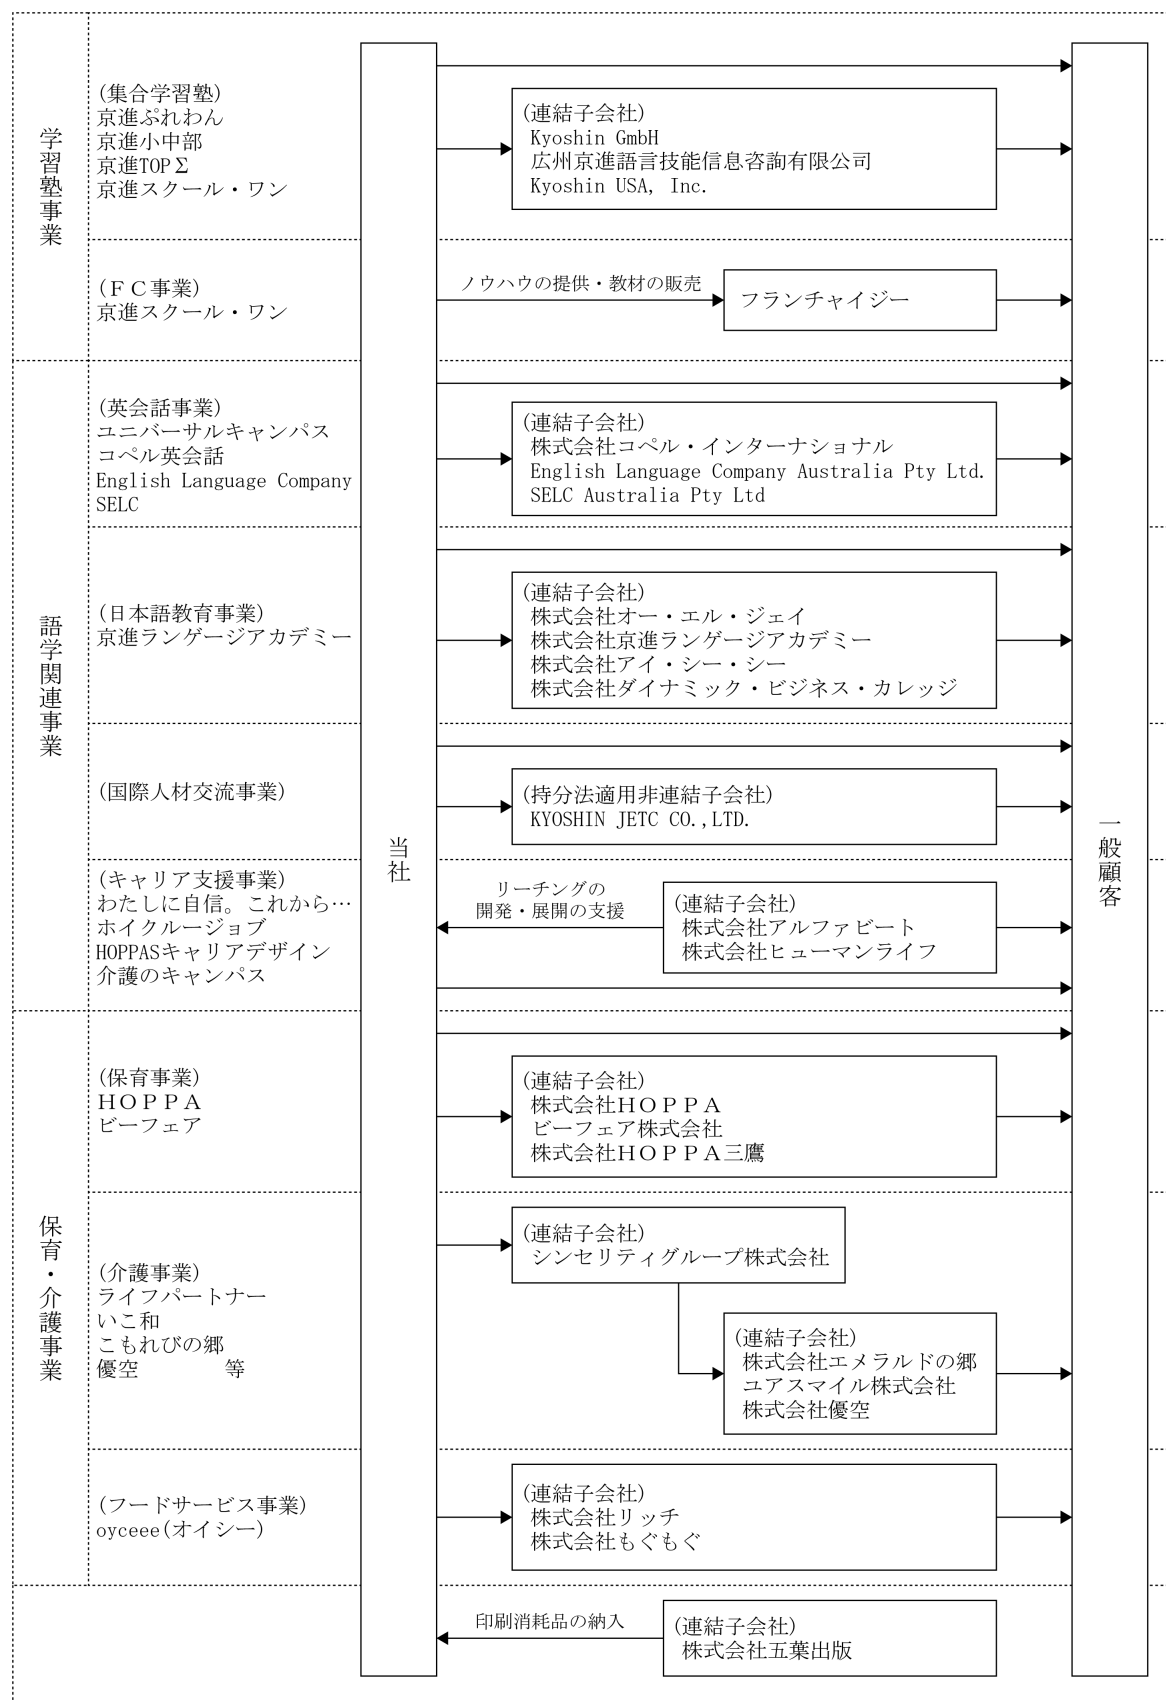 学習塾事業
(集合学習塾)
京進ぷれわん
京進小中部
京進TOPΣ
京進スクール・ワン
(連結子会社)
Kyoshin GmbH
広州京進語言技能信息咨詢有限公司
Kyoshin USA, Inc.
(ＦＣ事業)
京進スクール・ワン
ノウハウの提供・教材の販売
フランチャイジー
語学関連事業
(英会話事業)
ユニバーサルキャンパス
コペル英会話
English Language Company
SELC
(連結子会社)
株式会社コペル・インターナショナル
English Language Company Australia Pty Ltd.
SELC Australia Pty Ltd
(日本語教育事業)
京進ランゲージアカデミー
(連結子会社)
株式会社オー・エル・ジェイ
株式会社京進ランゲージアカデミー
株式会社アイ・シー・シー
株式会社ダイナミック・ビジネス・カレッジ
(国際人材交流事業)
(持分法適用非連結子会社)
KYOSHIN JETC CO.,LTD.
当社
一般顧客
(キャリア支援事業)
わたしに自信。これから…
ホイクルージョブ
HOPPASキャリアデザイン
介護のキャンパス
リーチングの
開発・展開の支援
(連結子会社)
株式会社アルファビート
株式会社ヒューマンライフ
保育・介護事業
(保育事業)
ＨＯＰＰＡ
ビーフェア
(連結子会社)
株式会社ＨＯＰＰＡ
ビーフェア株式会社
株式会社ＨＯＰＰＡ三鷹
(介護事業)
ライフパートナー
いこ和
こもれびの郷
優空　　　　等
(連結子会社)
シンセリティグループ株式会社
(連結子会社)
株式会社エメラルドの郷
ユアスマイル株式会社
株式会社優空
(フードサービス事業)
oyceee(オイシー)
(連結子会社)
株式会社リッチ
株式会社もぐもぐ
印刷消耗品の納入
(連結子会社)
株式会社五葉出版